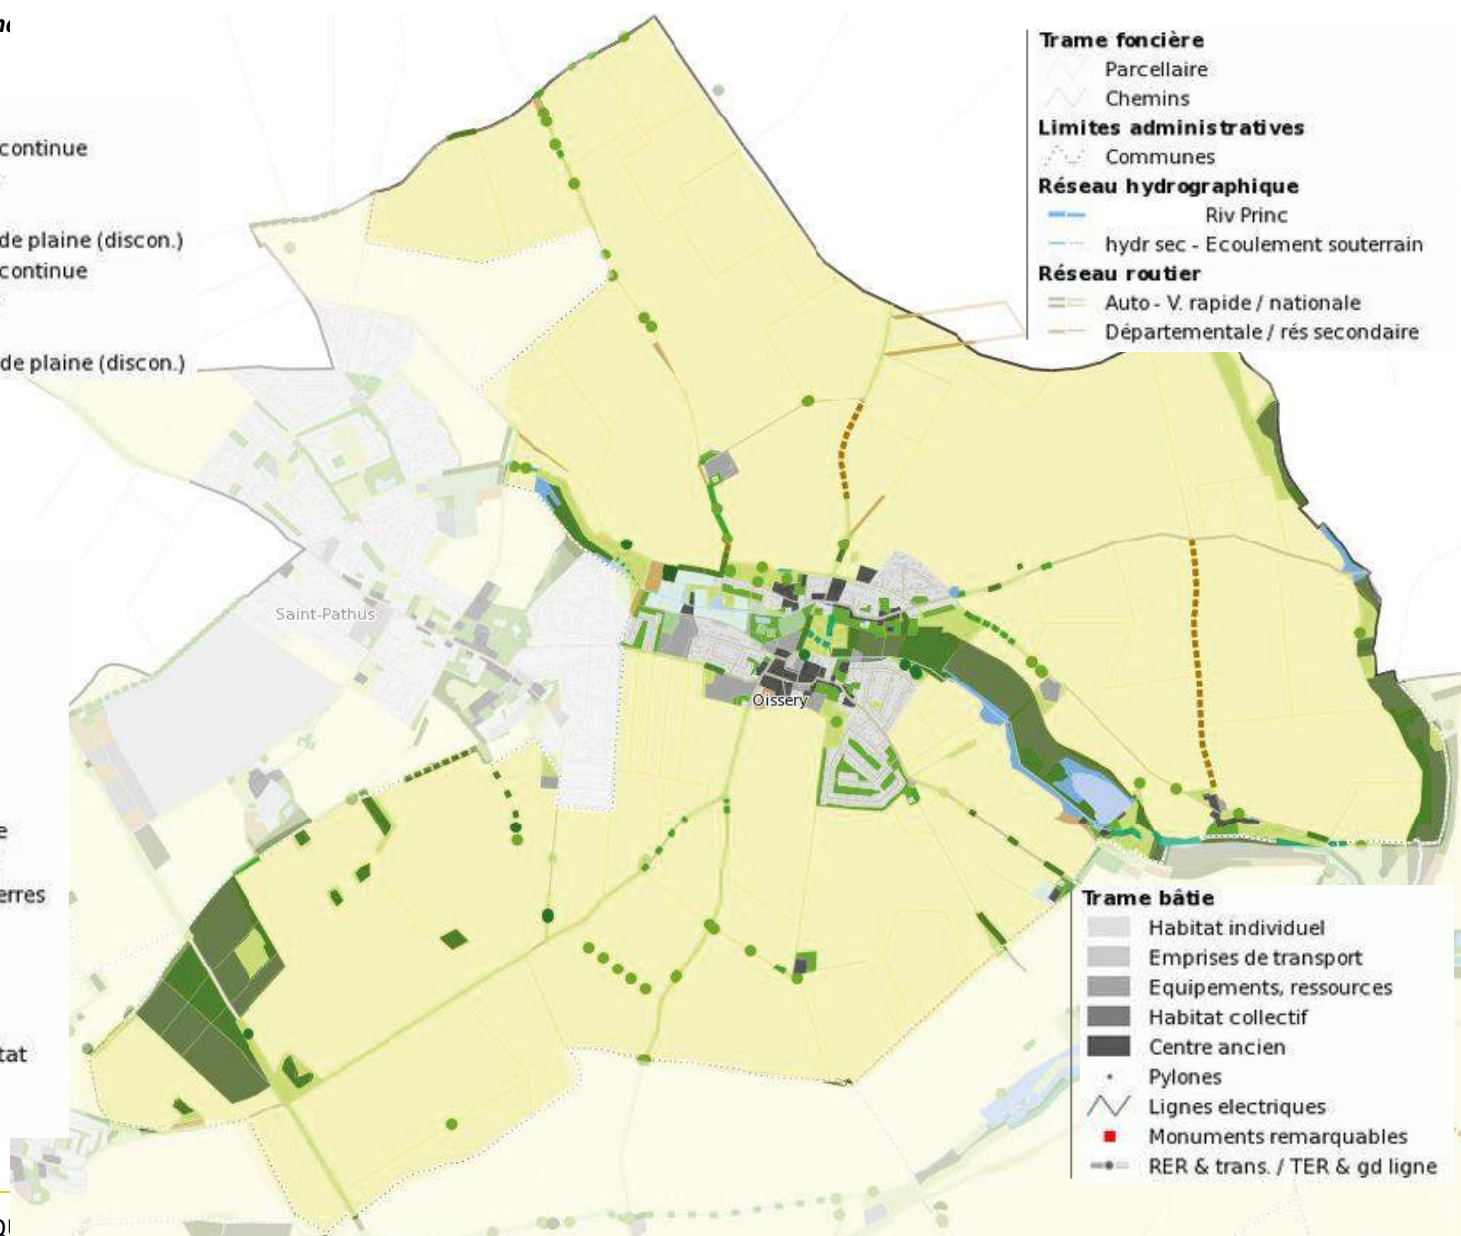 continue
de plaine (discon.)
continue
de plaine (discon.)
Trame foncière
Parcellaire
Chemins
Limites administratives
Communes
Réseau hydrographique
Riv Princ
hydr sec - Ecoulement souterrain
Réseau routier
Auto - V. rapide / nationale
Départementale / rés secondaire
Saint-Pathus
Oissery
e
erres
tat
Trame bâtie
Habitat individuel
Emprises de transport
Equipements, ressources
Habitat collectif
Centre ancien
Pylones
Lignes electriques
Monuments remarquables
RER & trans. / TER & gd ligne